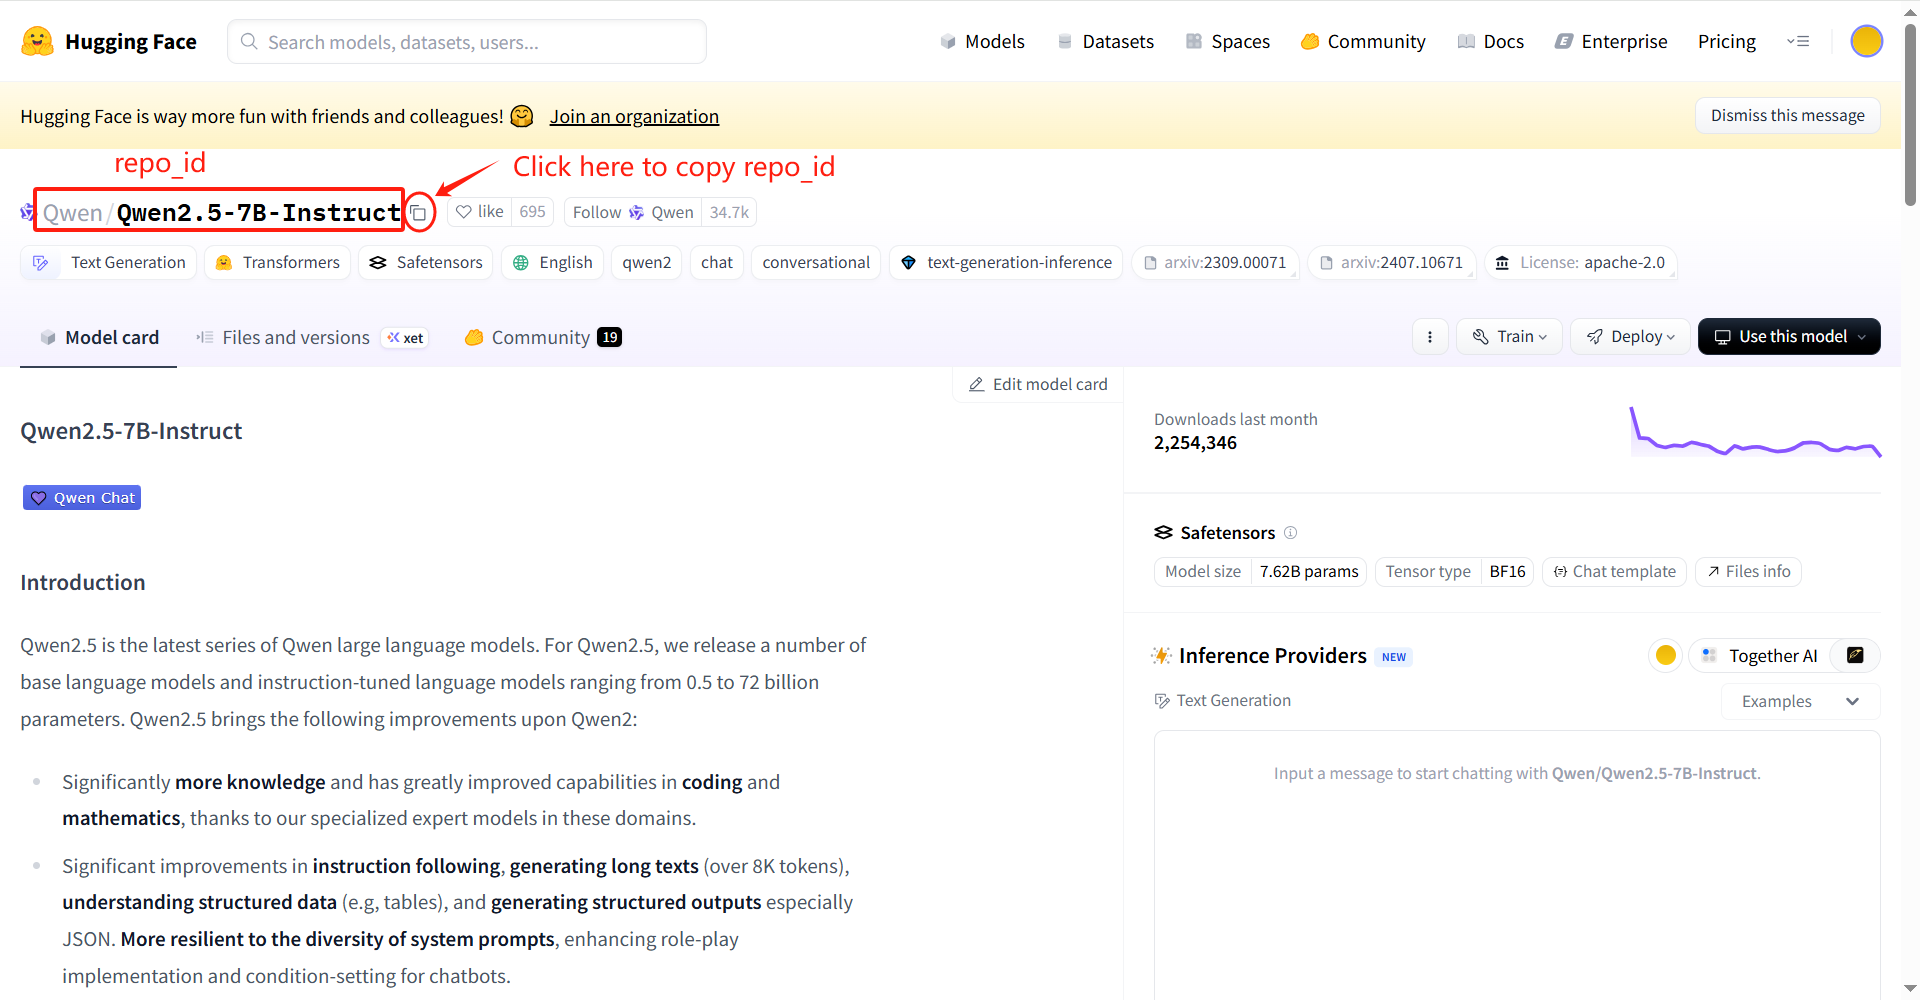 Hugging Face
Search models, datasets, users...
Models
Datasets
Spaces
Community
Docs
Enterprise
Pricing
Hugging Face is way more fun with friends and colleagues! Join an organization
Dismiss this message
repo_id
Click here to copy repo_id
Qwen/Qwen2.5-7B-Instruct
like 695
Follow Qwen 34.7k
Text Generation
Transformers
Safetensors
English
qwen2
chat
conversational
text-generation-inference
arxiv:2309.00071
arxiv:2407.10671
License: apache-2.0
Model card
Files and versions xet
Community 19
Train
Deploy
Use this model
Edit model card
Qwen2.5-7B-Instruct
Qwen Chat
Introduction
Qwen2.5 is the latest series of Qwen large language models. For Qwen2.5, we release a number of
base language models and instruction-tuned language models ranging from 0.5 to 72 billion
parameters. Qwen2.5 brings the following improvements upon Qwen2:
Significantly more knowledge and has greatly improved capabilities in coding and
mathematics, thanks to our specialized expert models in these domains.
Significant improvements in instruction following, generating long texts (over 8K tokens),
understanding structured data (e.g, tables), and generating structured outputs especially
JSON. More resilient to the diversity of system prompts, enhancing role-play
implementation and condition-setting for chatbots.
Downloads last month
2,254,346
Safetensors
Model size 7.62B params
Tensor type BF16
Chat template
Files info
Inference Providers NEW
Together AI
Text Generation
Examples
Input a message to start chatting with Qwen/Qwen2.5-7B-Instruct.